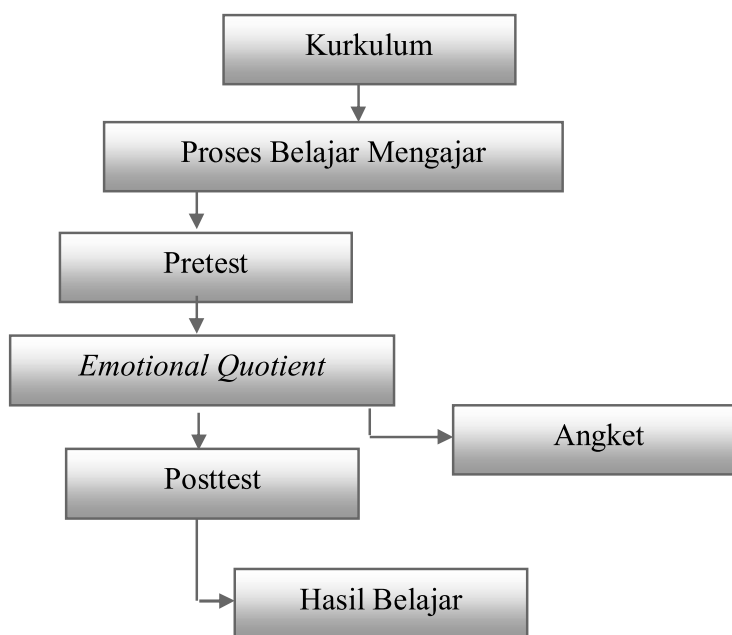 Kurkulum
Proses Belajar Mengajar
Pretest
Emotional Quotient
Angket
Posttest
Hasil Belajar